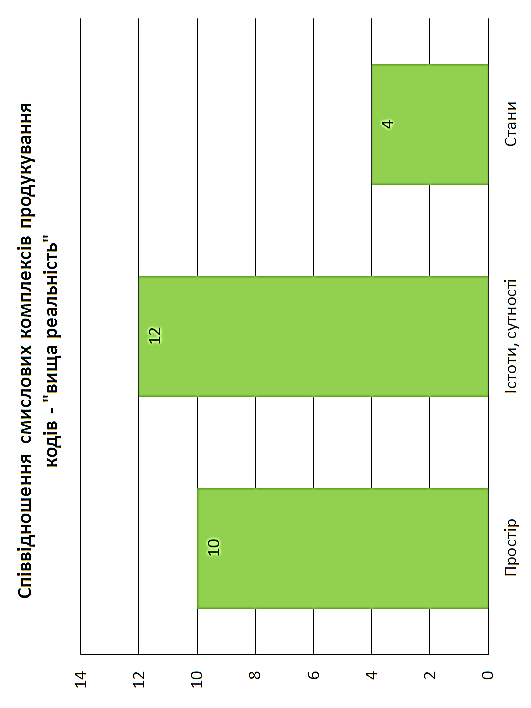 Співвідношення смислових комплексів продукування
кодів - "вища реальність"
14
12
10
8
6
4
2
0
10
12
4
Простір
Істоти, сутності
Стани